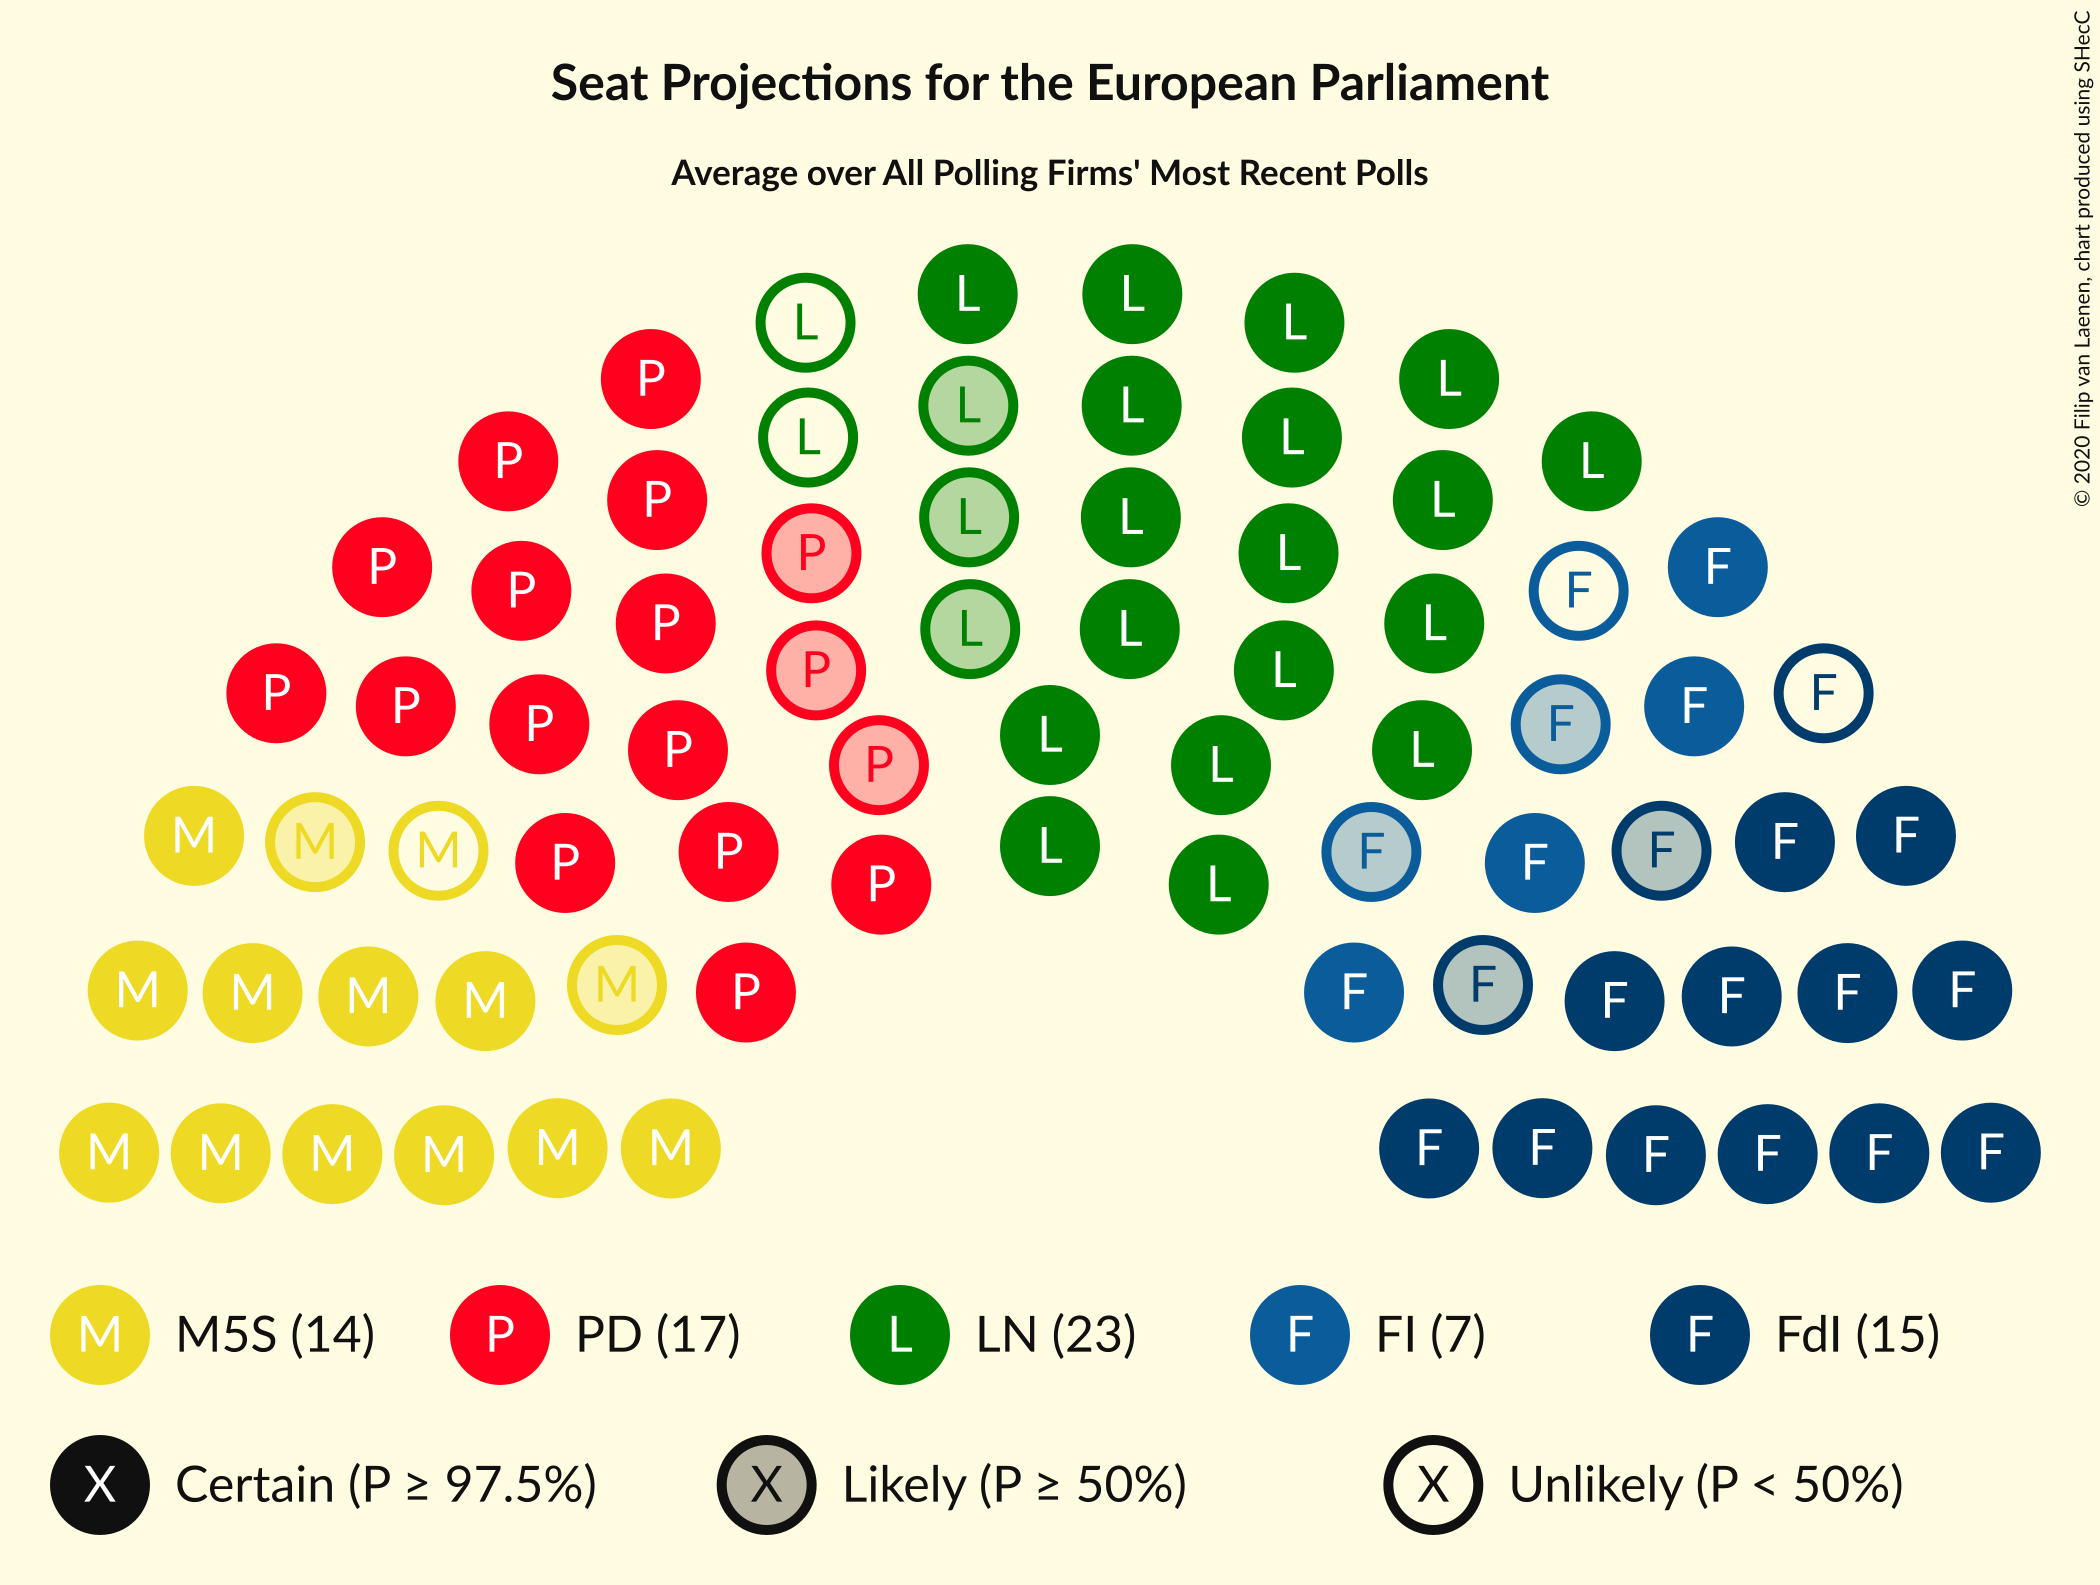 Seat Projections for the European Parliament
Average over All Polling Firms' Most Recent Polls
© 2020 Filip van Laenen, chart produced using SHecC
L L L L
P L L P
L L L L
P L P L
P L L P
L L P F F
P L L F
P L L P
P P P P L L L F F F
M M M P P P L L F F F F F
M M M M M P F F F F F F
M M M M M M F F F F F F
M M5S (14) P PD (17) L LN (23) F FI (7) F FdI (15)
X Certain (P ≥ 97.5%) X Likely (P ≥ 50%) X Unlikely (P < 50%)